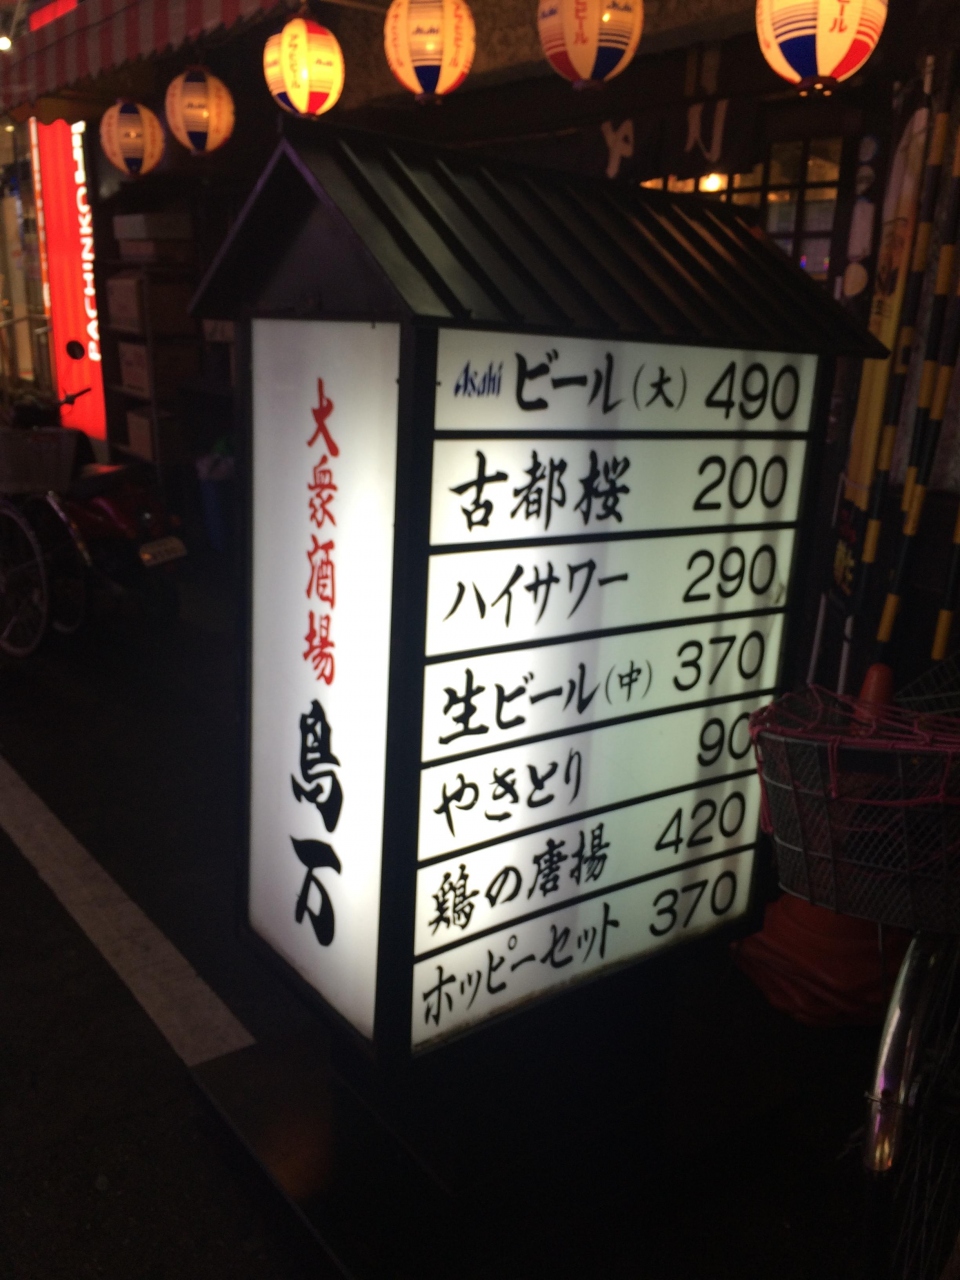 PACHINKO
大衆酒場 鳥万
Asahi ビール(大) 490
古都桜 200
ハイサワー 290
生ビール(中) 370
やきとり 90
鶏の唐揚 420
ホッピーセット 370